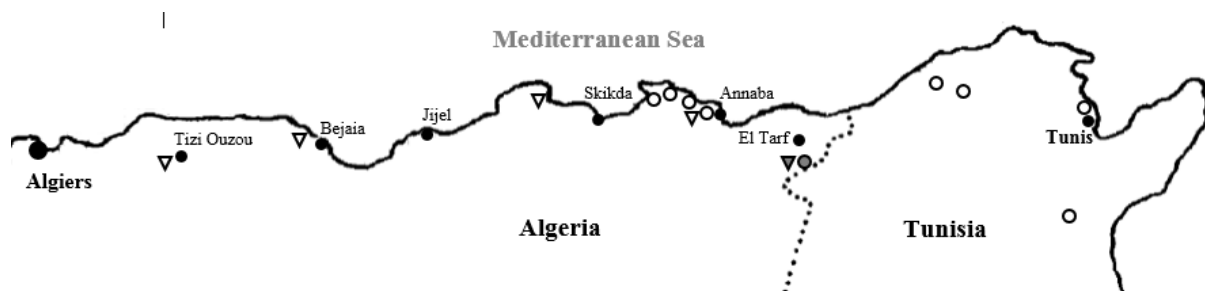 Mediterranean Sea
Skikda
Annaba
Jijel
Tizi Ouzou
Bejaia
El Tarf
Tunis
Algiers
Algeria
Tunisia